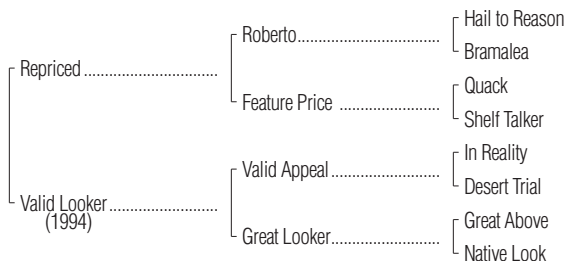 Hail to Reason
Roberto
Bramalea
Repriced
Quack
Feature Price
Shelf Talker
In Reality
Valid Appeal
Desert Trial
Valid Looker
(1994)
Great Above
Great Looker
Native Look